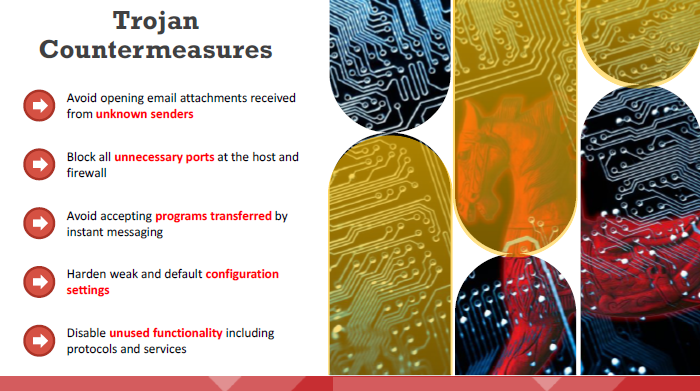 Trojan
Countermeasures
Avoid opening email attachments received
from unknown senders
Block all unnecessary ports at the host and
firewall
Avoid accepting programs transferred by
instant messaging
Harden weak and default configuration
settings
Disable unused functionality including
protocols and services